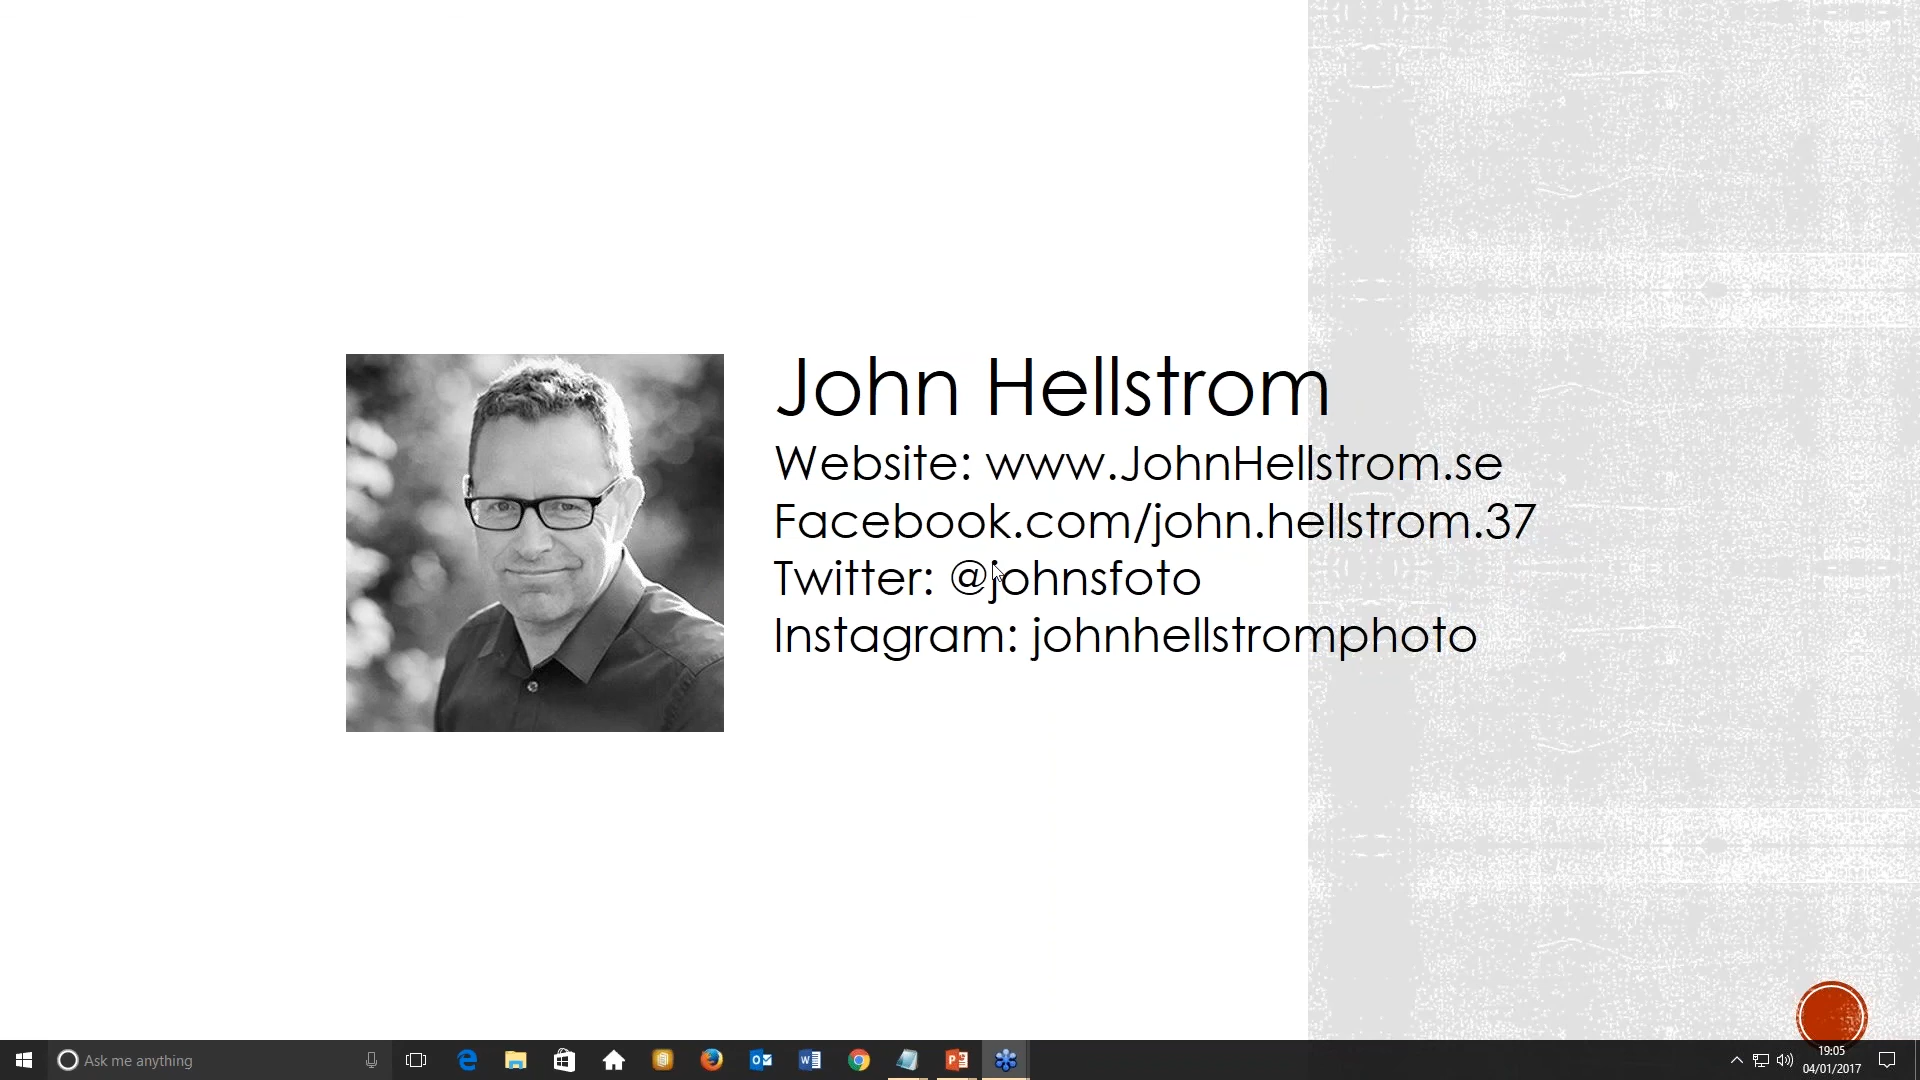 John Hellstrom
Website: www.JohnHellstrom.se
Facebook.com/john.hellstrom.37
Twitter: @johnsfoto
Instagram: johnhellstromphoto
Ask me anything
19:05
04/01/2017